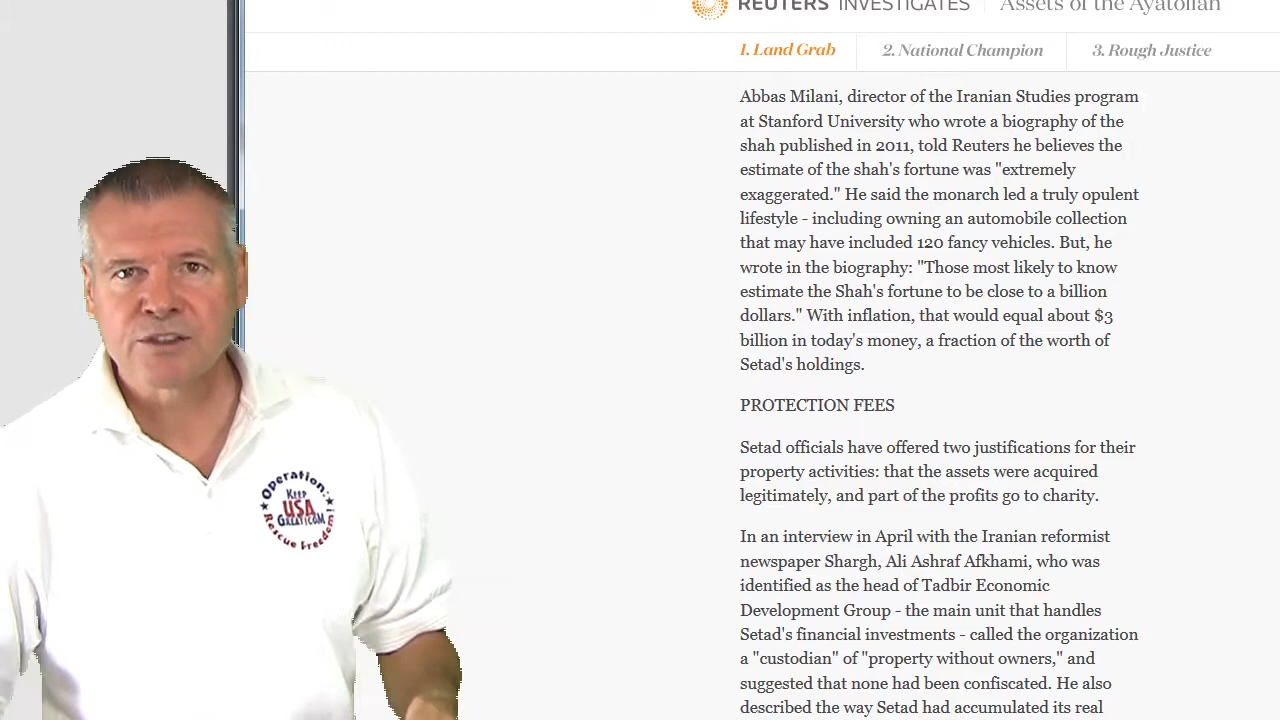 REUTERS INVESTIGATES Assets of the Ayatollah
1. Land Grab 2. National Champion 3. Rough Justice
Abbas Milani, director of the Iranian Studies program
at Stanford University who wrote a biography of the
shah published in 2011, told Reuters he believes the
estimate of the shah's fortune was "extremely
exaggerated." He said the monarch led a truly opulent
lifestyle - including owning an automobile collection
that may have included 120 fancy vehicles. But, he
wrote in the biography: "Those most likely to know
estimate the Shah's fortune to be close to a billion
dollars." With inflation, that would equal about $3
billion in today's money, a fraction of the worth of
Setad's holdings.
PROTECTION FEES
Setad officials have offered two justifications for their
property activities: that the assets were acquired
legitimately, and part of the profits go to charity.
In an interview in April with the Iranian reformist
newspaper Shargh, Ali Ashraf Afkhami, who was
identified as the head of Tadbir Economic
Development Group - the main unit that handles
Setad's financial investments - called the organization
a "custodian" of "property without owners," and
suggested that none had been confiscated. He also
described the way Setad had accumulated its real
Operation:
KEEP
USA
GREAT.COM
Rescue Freedom!